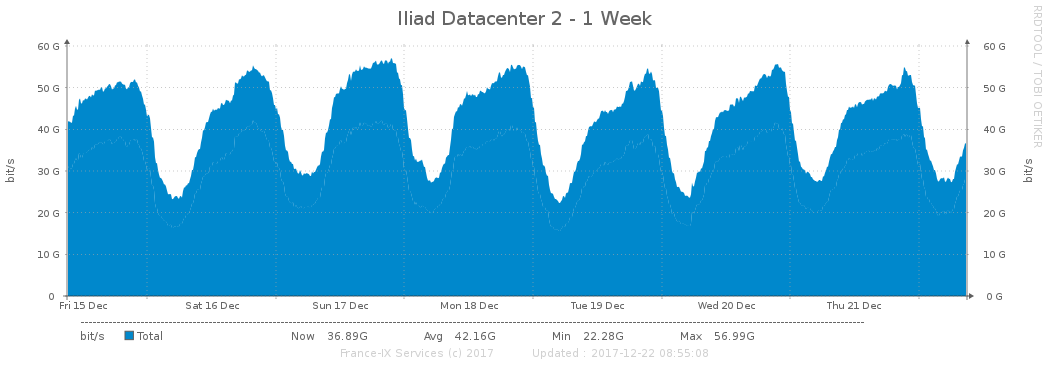 Iliad Datacenter 2 - 1 Week
RRDTOOL / TOBI OETIKER
bit/s
60 G 60 G
50 G 50 G
40 G 40 G
30 G 30 G
20 G 20 G
10 G 10 G
0 0 G
bit/s
Fri 15 Dec Sat 16 Dec Sun 17 Dec Mon 18 Dec Tue 19 Dec Wed 20 Dec Thu 21 Dec
bit/s Total Now 36.89G Avg 42.16G Min 22.28G Max 56.99G
France-IX Services (c) 2017 Updated : 2017-12-22 08:55:08